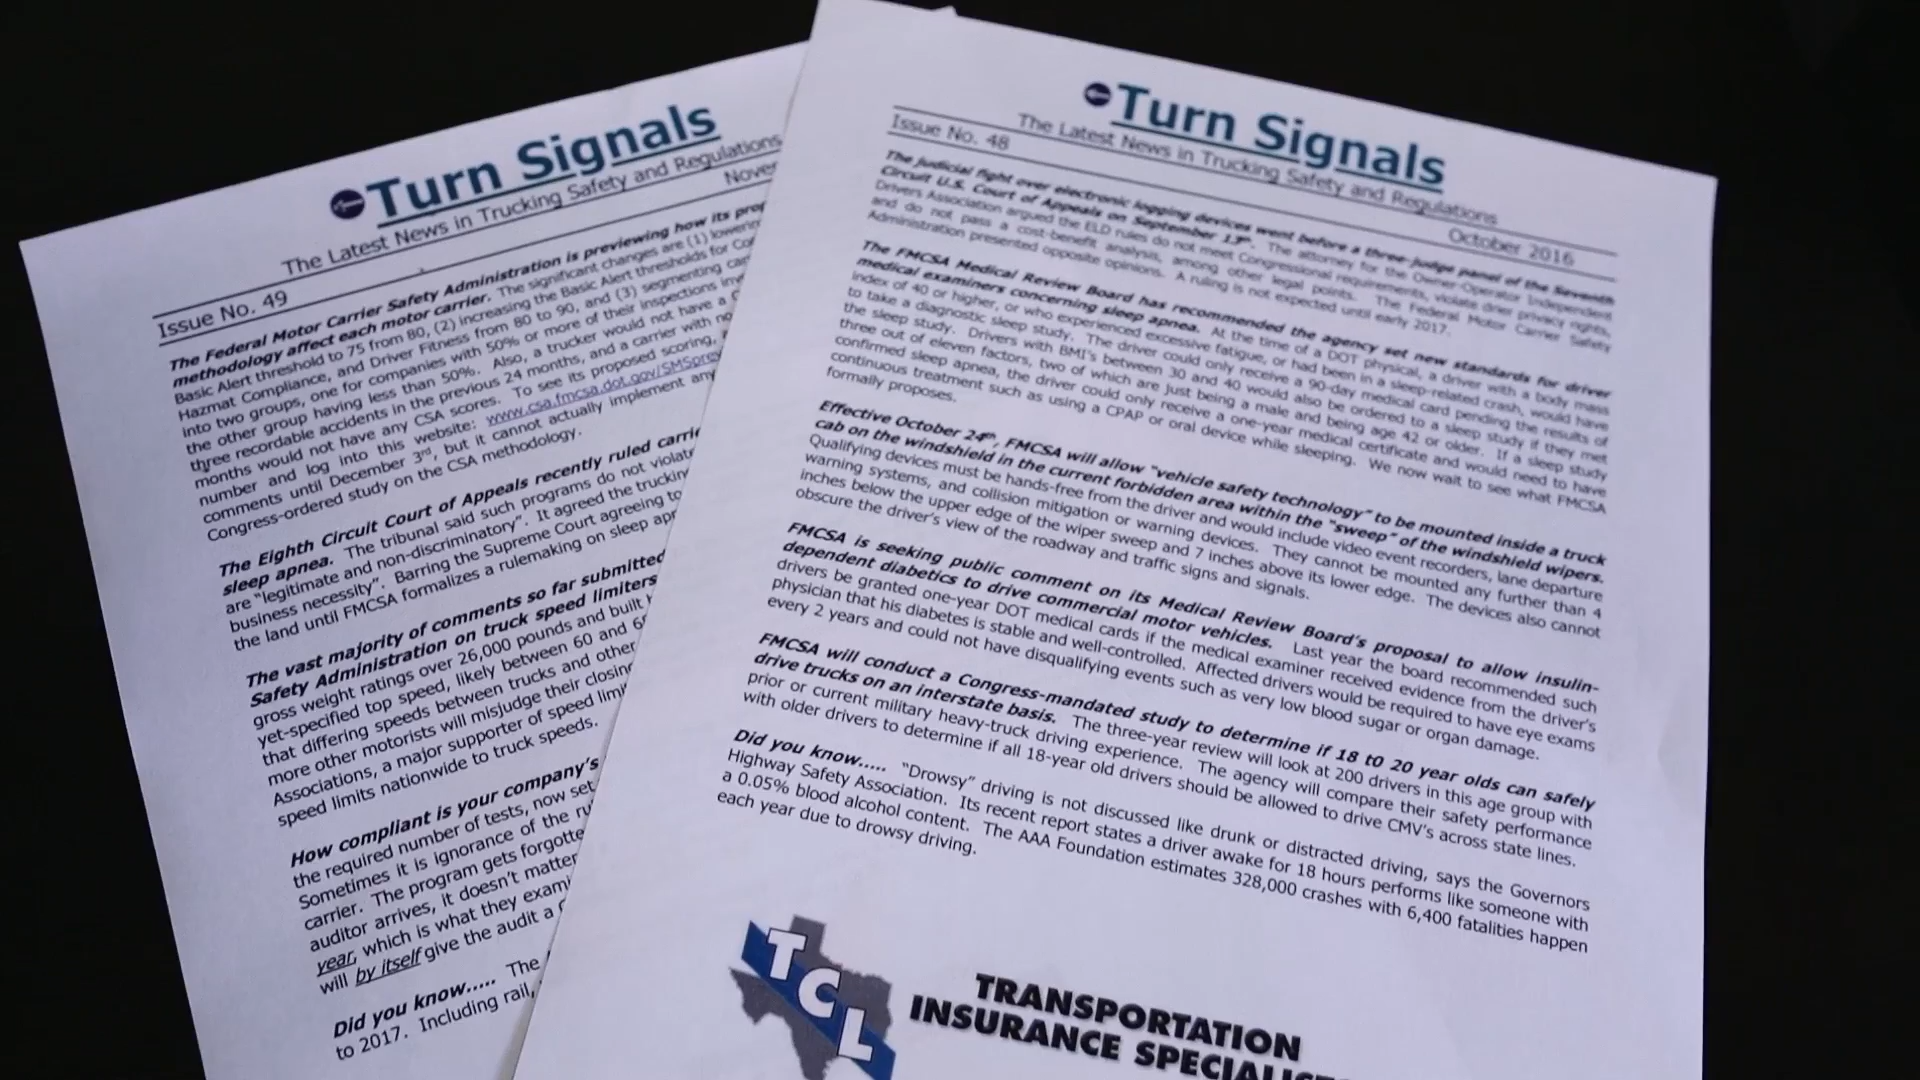 Turn Signals
The Latest News in Trucking Safety and Regulations
Issue No. 49
The Federal Motor Carrier Safety Administration is previewing how its
methodology affect each motor carrier. The significant changes are (1)
Basic Alert threshold to 75 from 80, (2) increasing the Basic Alert thresholds for
Hazmat Compliance, and Driver Fitness from 80 to 90, and (3) segmenting
into two groups, one for companies with 50% or more of their inspections
the other group having less than 50%. Also, a trucker would not have a
three recordable accidents in the previous 24 months, and a carrier with no
months would not have any CSA scores. To see its proposed scoring,
number and log into this website: www.csa.fmcsa.dot.gov/SMSprev
comments until December 3rd, but it cannot actually implement any
Congress-ordered study on the CSA methodology.
The Eighth Circuit Court of Appeals recently ruled
sleep apnea. The tribunal said such programs do not
are "legitimate and non-discriminatory". It agreed the
business necessity". Barring the Supreme Court agreeing to
the land until FMCSA formalizes a rulemaking on sleep
The vast majority of comments so far submitted
Safety Administration on truck speed limiters
gross weight ratings over 26,000 pounds and built
yet-specified top speed, likely between 60 and
that differing speeds between trucks and other
more other motorists will misjudge their closing
Associations, a major supporter of speed
speed limits nationwide to truck speeds.
How compliant is your company's
the required number of tests, now set
Sometimes it is ignorance of the
carrier. The program gets
auditor arrives, it doesn't matter
year, which is what they
will by itself give the audit a
Did you know..... The
to 2017. Including rail,
Turn Signals
The Latest News in Trucking Safety and Regulations
Issue No. 48 October 2016
The judicial fight over electronic logging devices went before a three-judge panel of the Seventh
Circuit U.S. Court of Appeals on September 13th. The attorney for the Owner-Operator Independent
Drivers Association argued the ELD rules do not meet Congressional requirements, violate drier privacy rights,
and do not pass a cost-benefit analysis, among other legal points. The Federal Motor Carrier Safety
Administration presented opposite opinions. A ruling is not expected until early 2017.
The FMCSA Medical Review Board has recommended the agency set new standards for driver
medical examiners concerning sleep apnea. At the time of a DOT physical, a driver with a body mass
index of 40 or higher, or who experienced excessive fatigue, or had been in a sleep-related crash, would have
to take a diagnostic sleep study. The driver could only receive a 90-day medical card pending the results of
the sleep study. Drivers with BMI's between 30 and 40 would also be ordered to a sleep study if they met
three out of eleven factors, two of which are just being a male and being age 42 or older. If a sleep study
confirmed sleep apnea, the driver could only receive a one-year medical certificate and would need to have
continuous treatment such as using a CPAP or oral device while sleeping. We now wait to see what FMCSA
formally proposes.
Effective October 24th, FMCSA will allow "vehicle safety technology" to be mounted inside a truck
cab on the windshield in the current forbidden area within the "sweep" of the windshield wipers.
Qualifying devices must be hands-free from the driver and would include video event recorders, lane departure
warning systems, and collision mitigation or warning devices. They cannot be mounted any further than 4
inches below the upper edge of the wiper sweep and 7 inches above its lower edge. The devices also cannot
obscure the driver's view of the roadway and traffic signs and signals.
FMCSA is seeking public comment on its Medical Review Board's proposal to allow insulin-
dependent diabetics to drive commercial motor vehicles. Last year the board recommended such
drivers be granted one-year DOT medical cards if the medical examiner received evidence from the driver's
physician that his diabetes is stable and well-controlled. Affected drivers would be required to have eye exams
every 2 years and could not have disqualifying events such as very low blood sugar or organ damage.
FMCSA will conduct a Congress-mandated study to determine if 18 to 20 year olds can safely
drive trucks on an interstate basis. The three-year review will look at 200 drivers in this age group with
prior or current military heavy-truck driving experience. The agency will compare their safety performance
with older drivers to determine if all 18-year old drivers should be allowed to drive CMV's across state lines.
Did you know..... "Drowsy" driving is not discussed like drunk or distracted driving, says the Governors
Highway Safety Association. Its recent report states a driver awake for 18 hours performs like someone with
a 0.05% blood alcohol content. The AAA Foundation estimates 328,000 crashes with 6,400 fatalities happen
each year due to drowsy driving.
TCL
TRANSPORTATION
INSURANCE